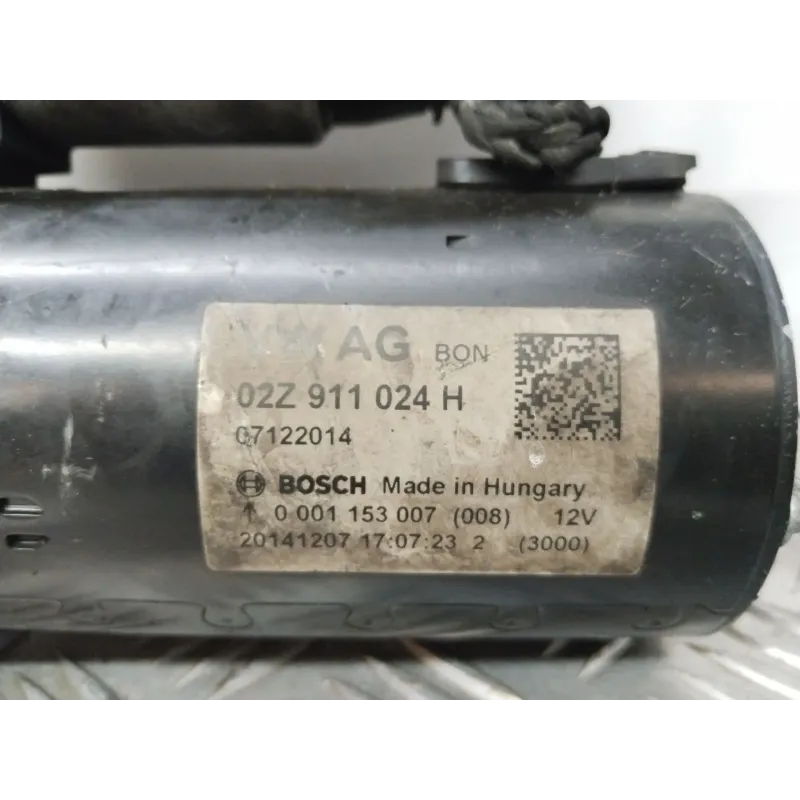 VW AG BON
02Z 911 024 H
07122014
BOSCH Made in Hungary
↑ 0 001 153 007 (008) 12V
20141207 17:07:23 2 (3000)